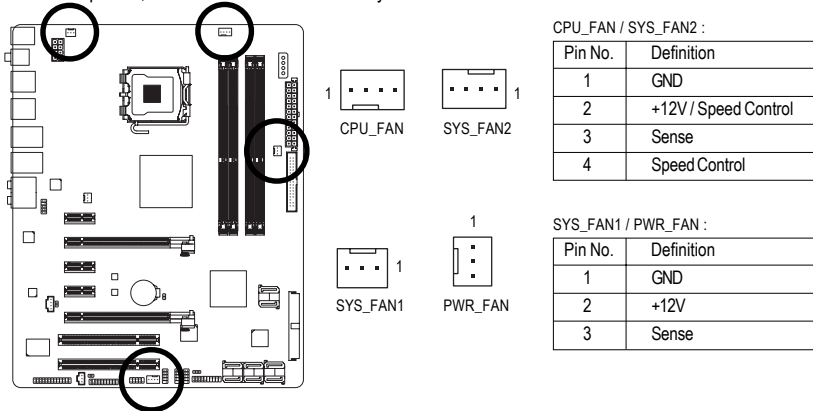 CPU_FAN / SYS_FAN2 :
Pin No. Definition
1 GND
2 +12V / Speed Control
3 Sense
4 Speed Control
1
CPU_FAN
1
SYS_FAN2
SYS_FAN1 / PWR_FAN :
Pin No. Definition
1 GND
2 +12V
3 Sense
1
SYS_FAN1
1
PWR_FAN